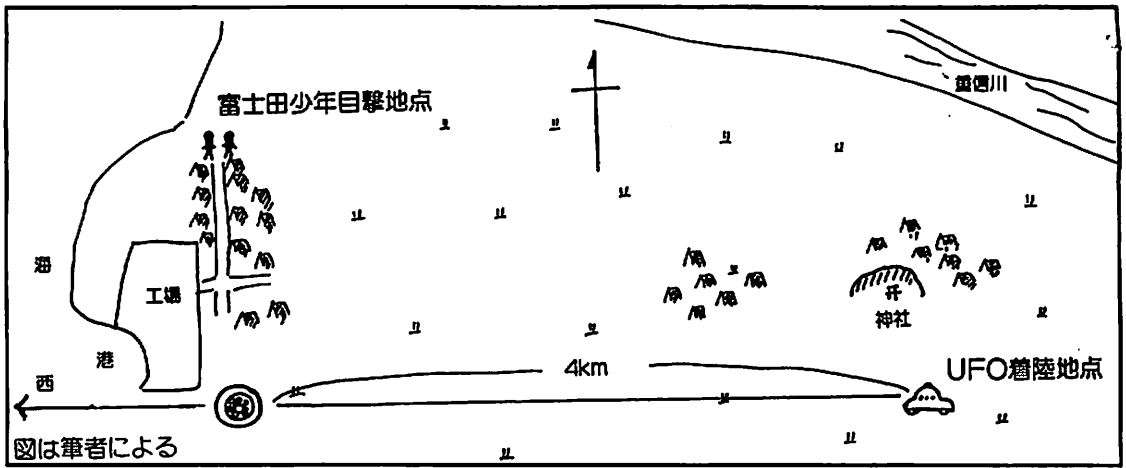 富士田少年目撃地点
重信川
海
工場
神社
港
4km
UFO着陸地点
西
図は筆者による